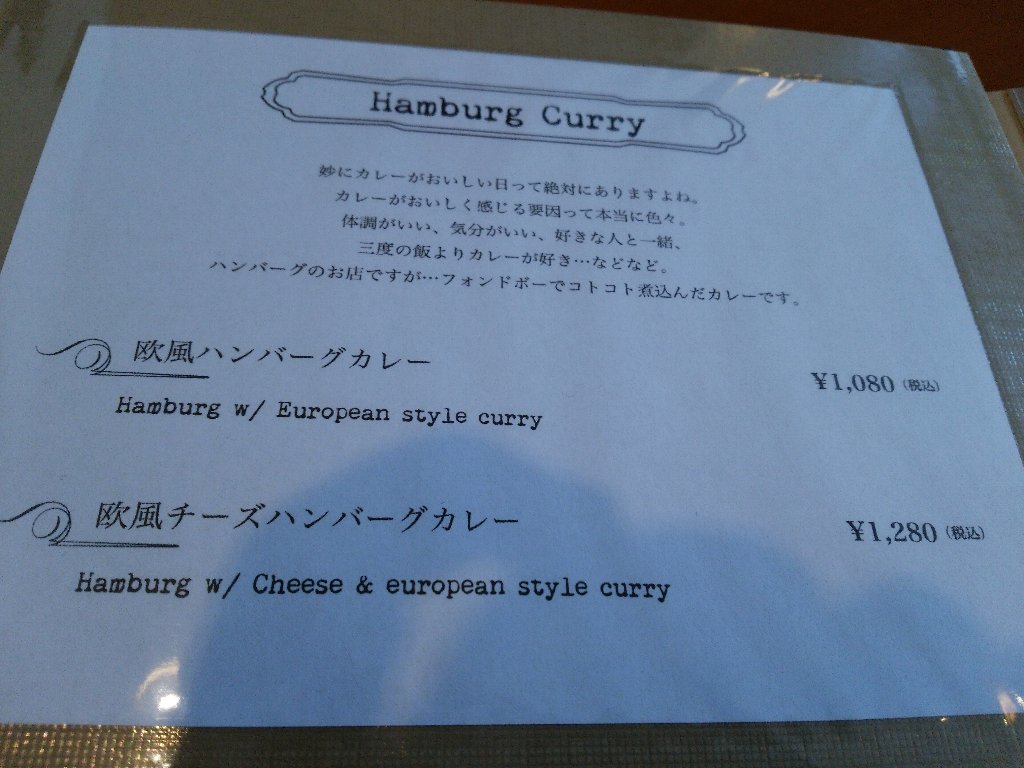 Hamburg Curry
妙にカレーがおいしい日って絶対にありますよね。
カレーがおいしく感じる要因って本当に色々。
体調がいい、気分がいい、好きな人と一緒、
三度の飯よりカレーが好き…などなど。
ハンバーグのお店ですが…フォンドボーでコトコト煮込んだカレーです。
欧風ハンバーグカレー ¥1,080（税込）
Hamburg w/ European style curry
欧風チーズハンバーグカレー ¥1,280（税込）
Hamburg w/ Cheese & european style curry